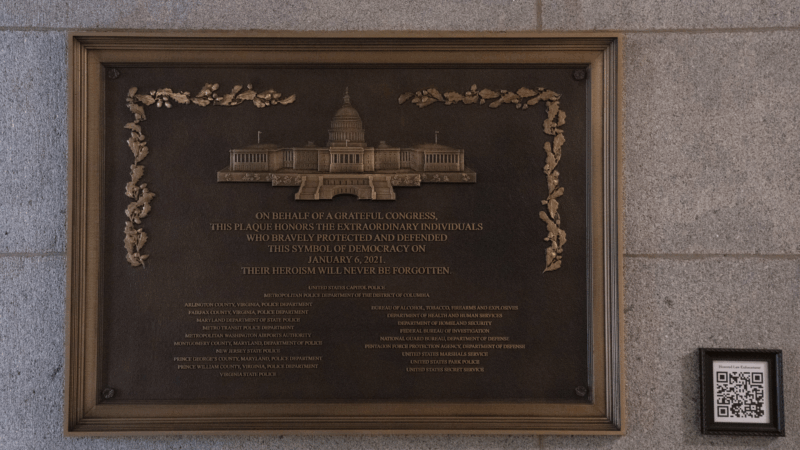 ON BEHALF OF A GRATEFUL CONGRESS,
THIS PLAQUE HONORS THE EXTRAORDINARY INDIVIDUALS
WHO BRAVELY PROTECTED AND DEFENDED
THIS SYMBOL OF DEMOCRACY ON
JANUARY 6, 2021.
THEIR HEROISM WILL NEVER BE FORGOTTEN
UNITED STATES CAPITOL POLICE
METROPOLITAN POLICE DEPARTMENT OF THE DISTRICT OF COLUMBIA
ARLINGTON COUNTY, VIRGINIA, POLICE DEPARTMENT
FAIRFAX COUNTY, VIRGINIA, POLICE DEPARTMENT
MARYLAND DEPARTMENT OF STATE POLICE
METRO TRANSIT POLICE DEPARTMENT
METROPOLITAN WASHINGTON AIRPORTS AUTHORITY
MONTGOMERY COUNTY, MARYLAND, DEPARTMENT OF POLICE
NEW JERSEY STATE POLICE
PRINCE GEORGE'S COUNTY, MARYLAND, POLICE DEPARTMENT
PRINCE WILLIAM COUNTY, VIRGINIA, POLICE DEPARTMENT
VIRGINIA STATE POLICE
BUREAU OF ALCOHOL, TOBACCO, FIREARMS AND EXPLOSIVES
DEPARTMENT OF HEALTH AND HUMAN SERVICES
DEPARTMENT OF HOMELAND SECURITY
FEDERAL BUREAU OF INVESTIGATION
NATIONAL GUARD BUREAU, DEPARTMENT OF DEFENSE
PENTAGON FORCE PROTECTION AGENCY, DEPARTMENT OF DEFENSE
UNITED STATES MARSHALS SERVICE
UNITED STATES PARK POLICE
UNITED STATES SECRET SERVICE